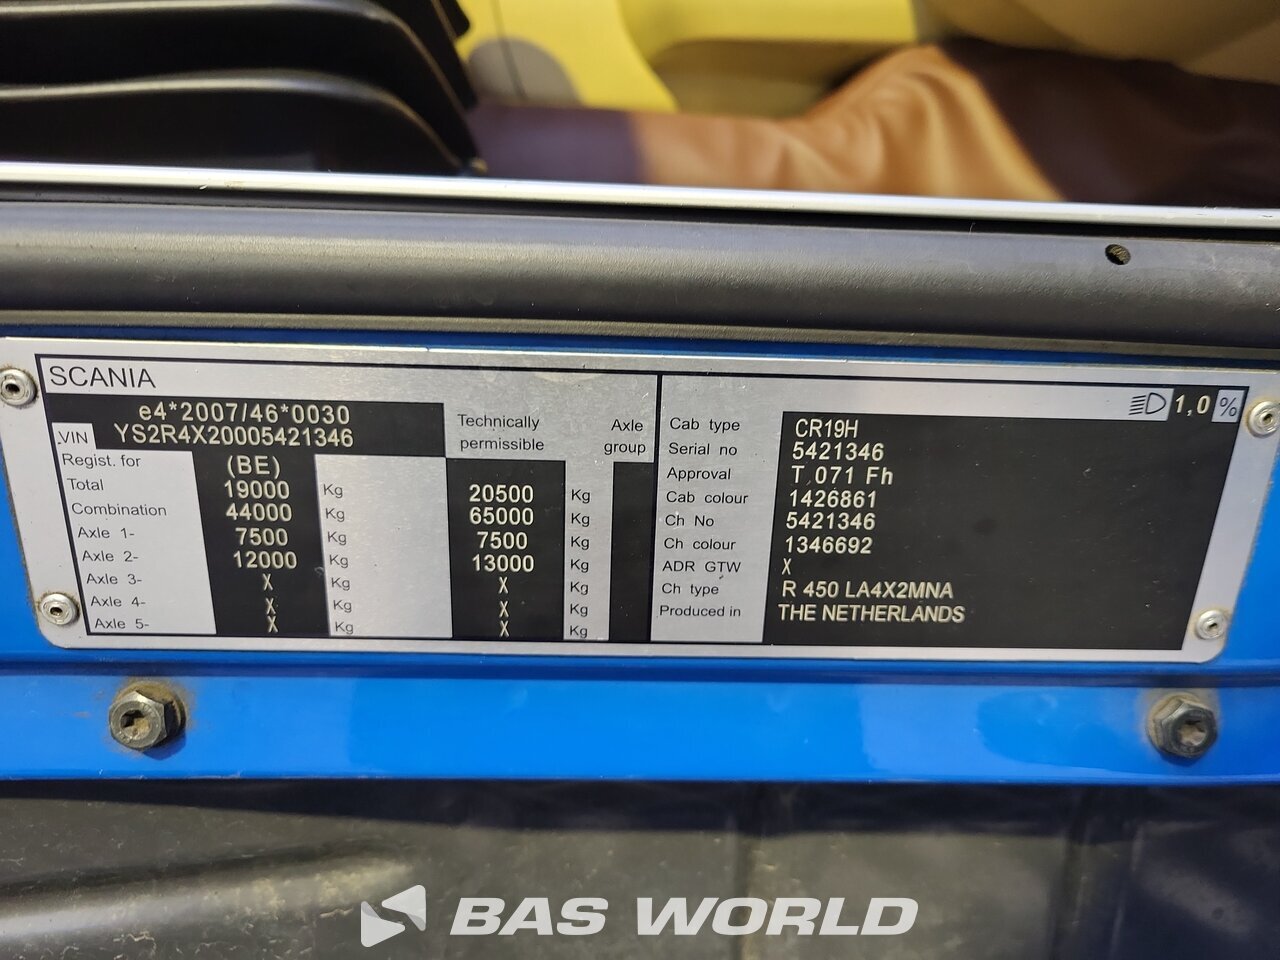 SCANIA
e4*2007/46*0030
VIN YS2R4X20005421346
Technically permissible
Axle group
Regist. for (BE)
Total 19000 Kg 20500 Kg
Combination 44000 Kg 65000 Kg
Axle 1- 7500 Kg 7500 Kg
Axle 2- 12000 Kg 13000 Kg
Axle 3- X Kg X Kg
Axle 4- X Kg X Kg
Axle 5- X Kg X Kg
1,0 %
Cab type CR19H
Serial no 5421346
Approval T 071 Fh
Cab colour 1426861
Ch No 5421346
Ch colour 1346692
ADR GTW X
Ch type R 450 LA4X2MNA
Produced in THE NETHERLANDS
BAS WORLD